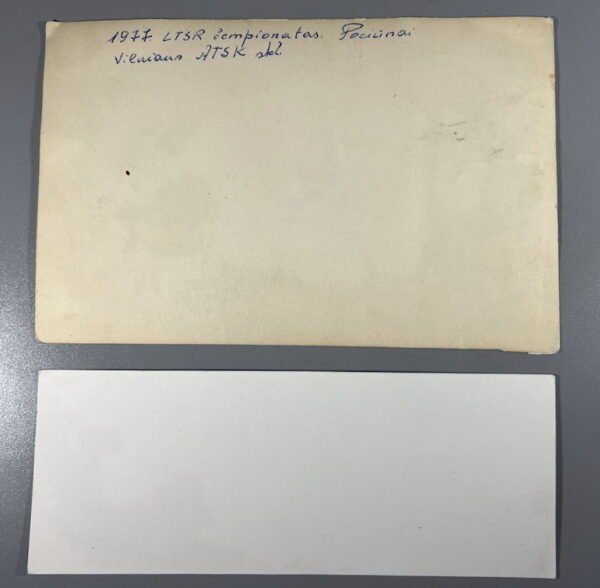 1977. LTSR čempionatas. Pociūnai
Vilniaus ATSK skl.